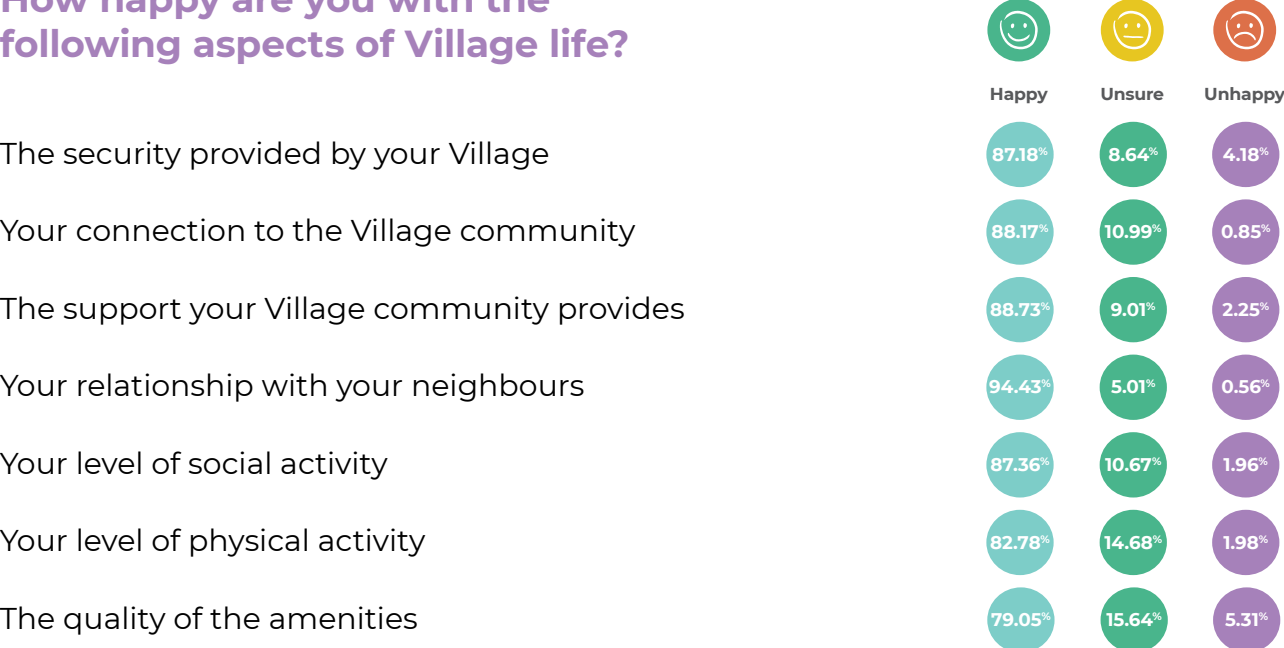 How happy are you with the
following aspects of Village life?
Happy Unsure Unhappy
The security provided by your Village 87.18% 8.64% 4.18%
Your connection to the Village community 88.17% 10.99% 0.85%
The support your Village community provides 88.73% 9.01% 2.25%
Your relationship with your neighbours 94.43% 5.01% 0.56%
Your level of social activity 87.36% 10.67% 1.96%
Your level of physical activity 82.78% 14.68% 1.98%
The quality of the amenities 79.05% 15.64% 5.31%